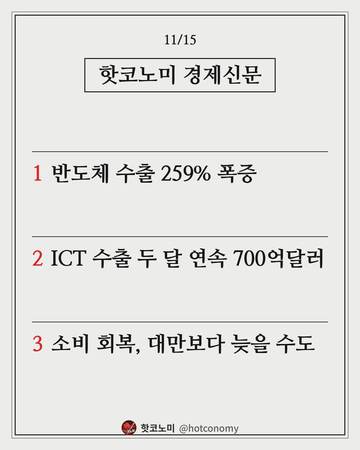 11/15
핫코노미 경제신문
1 반도체 수출 259% 폭증
2 ICT 수출 두 달 연속 700억달러
3 소비 회복, 대만보다 늦을 수도
핫코노미 @hotconomy